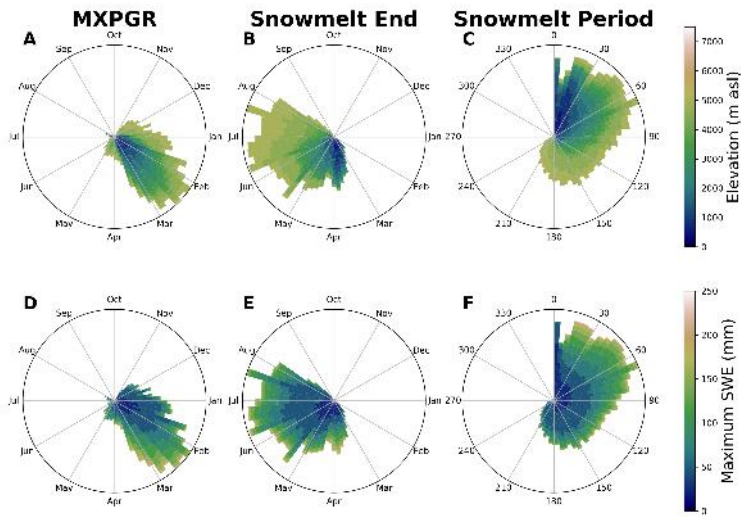 MXPGR
Snowmelt End
Snowmelt Period
A
Oct
Nov
Dec
Jan
Feb
Mar
Apr
May
Jun
Jul
Aug
Sep
B
Oct
Nov
Dec
Jan
Feb
Mar
Apr
May
Jun
Jul
Aug
Sep
C
0
30
60
90
120
150
180
210
240
270
300
330
7000
6000
5000
4000
3000
2000
1000
0
Elevation (m asl)
D
Oct
Nov
Dec
Jan
Feb
Mar
Apr
May
Jun
Jul
Aug
Sep
E
Oct
Nov
Dec
Jan
Feb
Mar
Apr
May
Jun
Jul
Aug
Sep
F
0
30
60
90
120
150
180
210
240
270
300
330
250
200
150
100
50
0
Maximum SWE (mm)